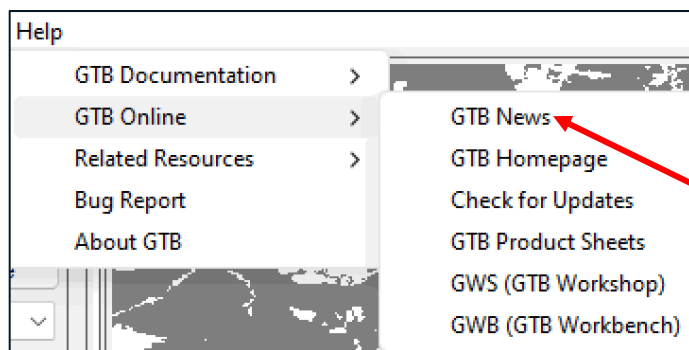 Help
GTB Documentation
GTB Online
Related Resources
Bug Report
About GTB
GTB News
GTB Homepage
Check for Updates
GTB Product Sheets
GWS (GTB Workshop)
GWB (GTB Workbench)